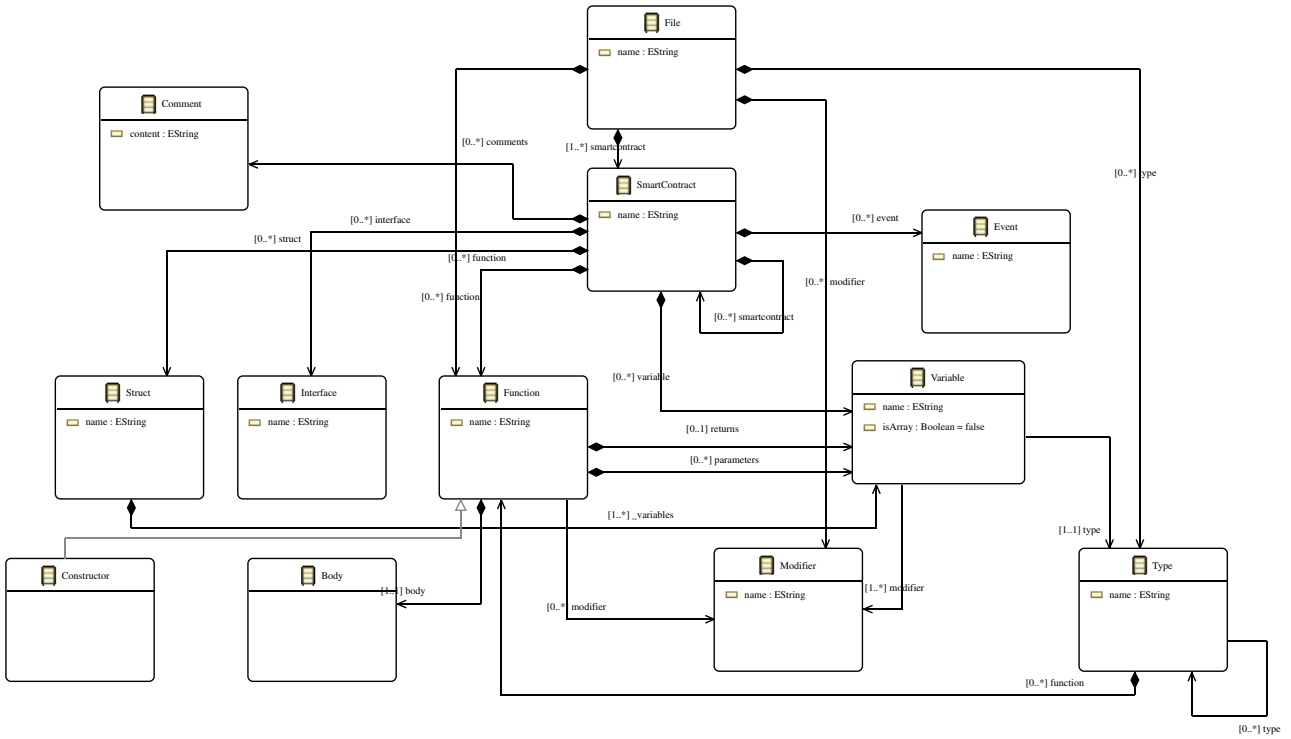 File
name : EString
Comment
content : EString
[0..*] comments
[1..*] smartcontract
[0..*] type
SmartContract
name : EString
[0..*] interface
[0..*] event
Event
name : EString
[0..*] struct
[0..*] function
[0..*] modifier
[0..*] function
[0..*] smartcontract
[0..*] variable
Struct
name : EString
Interface
name : EString
Function
name : EString
Variable
name : EString
isArray : Boolean = false
[0..1] returns
[0..*] parameters
[1..*] _variables
[1..1] type
Constructor
Body
[1..1] body
Modifier
name : EString
[1..*] modifier
[0..*] modifier
Type
name : EString
[0..*] function
[0..*] type